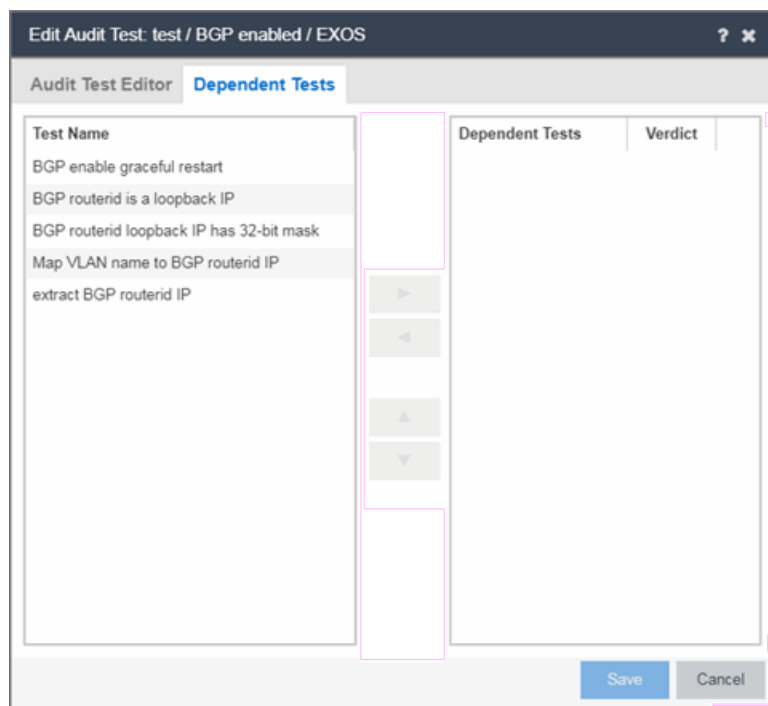 Edit Audit Test: test / BGP enabled / EXOS ? ✖
Audit Test Editor Dependent Tests
Test Name
BGP enable graceful restart
BGP routerid is a loopback IP
BGP routerid loopback IP has 32-bit mask
Map VLAN name to BGP routerid IP
extract BGP routerid IP
Dependent Tests Verdict
Save Cancel